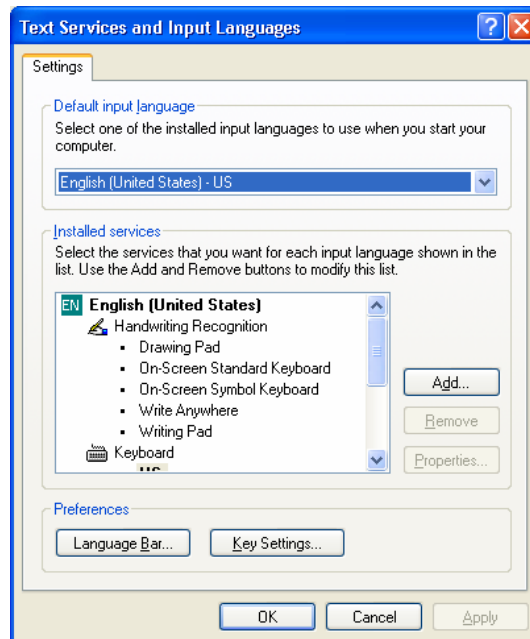 Text Services and Input Languages
Settings
Default input language
Select one of the installed input languages to use when you start your
computer.
English (United States) - US
Installed services
Select the services that you want for each input language shown in the
list. Use the Add and Remove buttons to modify this list.
EN English (United States)
Handwriting Recognition
Drawing Pad
On-Screen Standard Keyboard
On-Screen Symbol Keyboard
Write Anywhere
Writing Pad
Keyboard
US
Add...
Remove
Properties...
Preferences
Language Bar...
Key Settings...
OK
Cancel
Apply